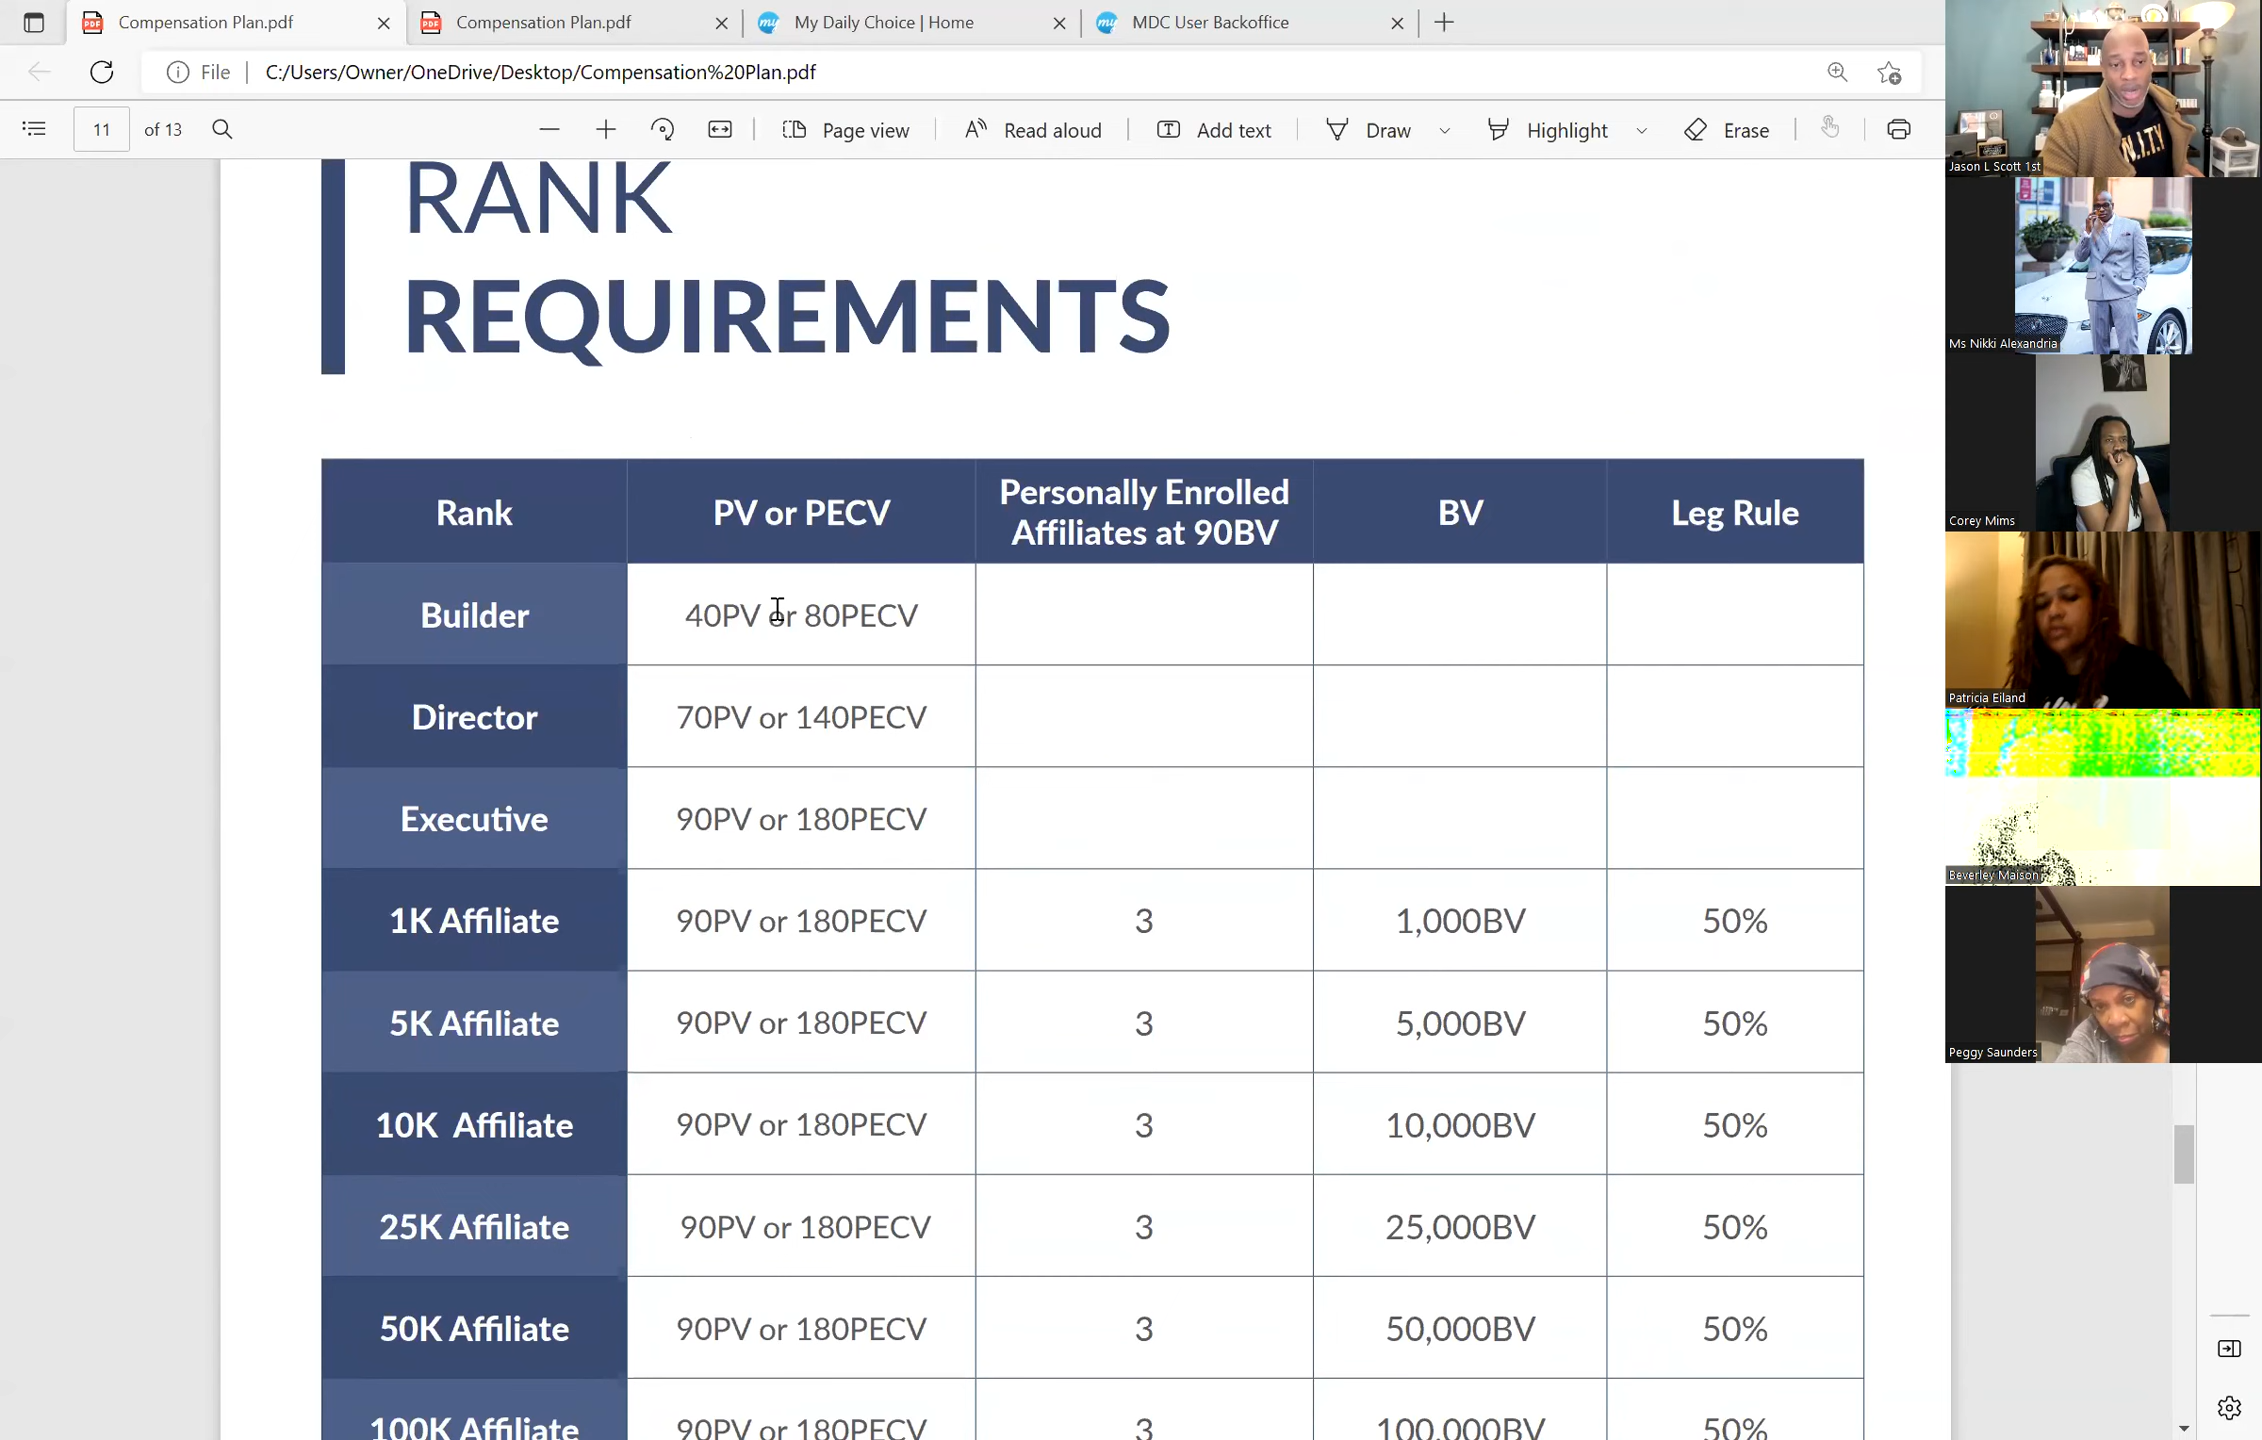 Compensation Plan.pdf
Compensation Plan.pdf
My Daily Choice | Home
MDC User Backoffice
File
C:/Users/Owner/OneDrive/Desktop/Compensation%20Plan.pdf
11 of 13
Page view
Read aloud
Add text
Draw
Highlight
Erase
RANK
REQUIREMENTS
Rank PV or PECV Personally Enrolled Affiliates at 90BV BV Leg Rule
Builder 40PV or 80PECV
Director 70PV or 140PECV
Executive 90PV or 180PECV
1K Affiliate 90PV or 180PECV 3 1,000BV 50%
5K Affiliate 90PV or 180PECV 3 5,000BV 50%
10K Affiliate 90PV or 180PECV 3 10,000BV 50%
25K Affiliate 90PV or 180PECV 3 25,000BV 50%
50K Affiliate 90PV or 180PECV 3 50,000BV 50%
100K Affiliate 90PV or 180PECV 3 100,000BV 50%
Jason L Scott 1st
Ms Nikki Alexandria
Corey Mims
Patricia Eiland
Beverley Maison
Peggy Saunders